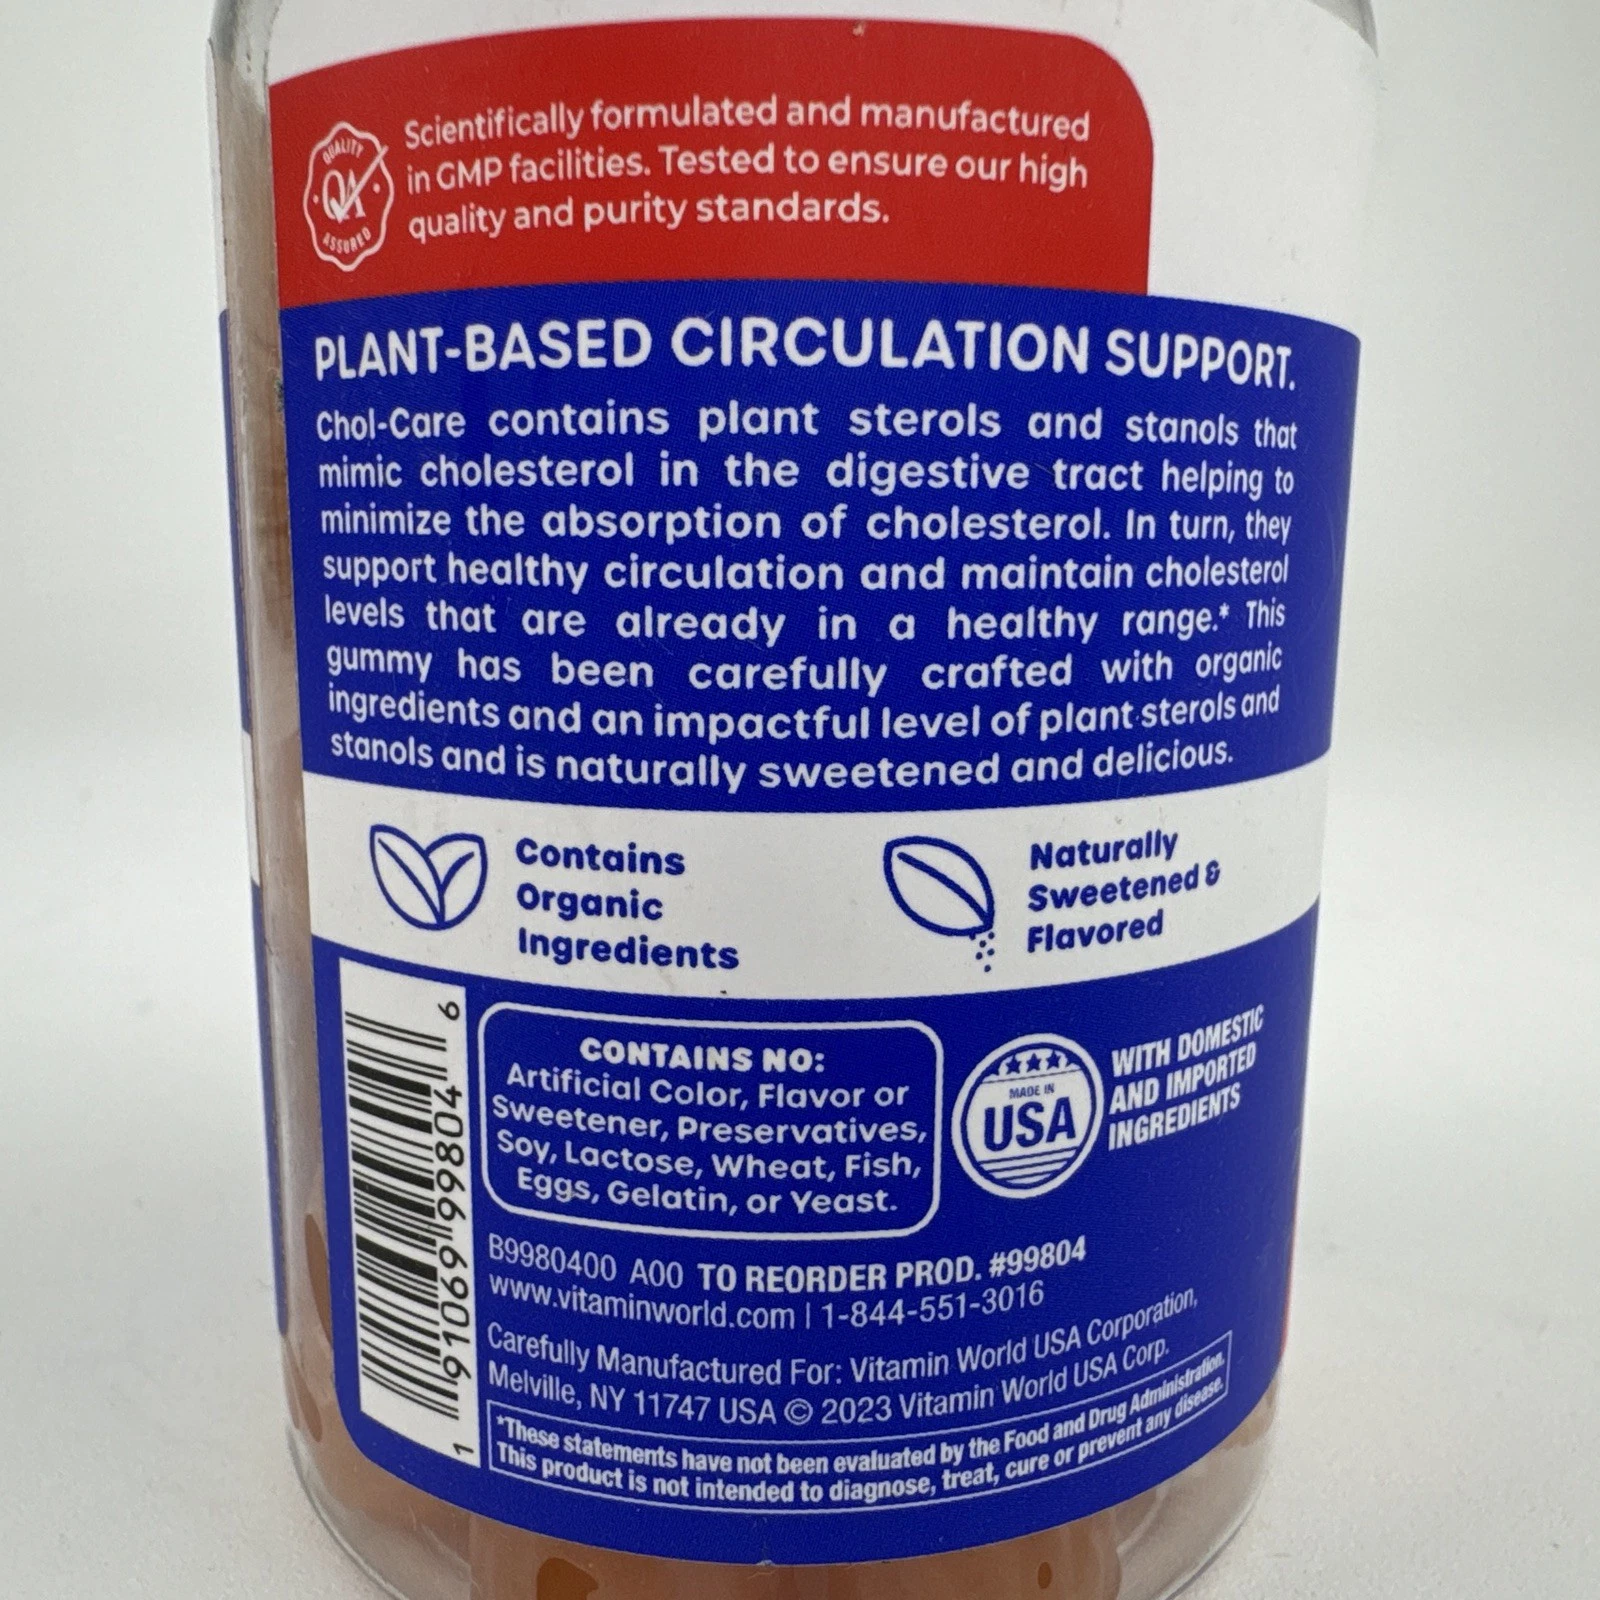 QUALITY
QA
ASSURED
Scientifically formulated and manufactured
in GMP facilities. Tested to ensure our high
quality and purity standards.
PLANT-BASED CIRCULATION SUPPORT.
Chol-Care contains plant sterols and stanols that
mimic cholesterol in the digestive tract helping to
minimize the absorption of cholesterol. In turn, they
support healthy circulation and maintain cholesterol
levels that are already in a healthy range.* This
gummy has been carefully crafted with organic
ingredients and an impactful level of plant sterols and
stanols and is naturally sweetened and delicious.
Contains
Organic
Ingredients
Naturally
Sweetened &
Flavored
1 91069 99804 6
CONTAINS NO:
Artificial Color, Flavor or
Sweetener, Preservatives,
Soy, Lactose, Wheat, Fish,
Eggs, Gelatin, or Yeast.
MADE IN
USA
WITH DOMESTIC
AND IMPORTED
INGREDIENTS
B9980400 A00 TO REORDER PROD. #99804
www.vitaminworld.com | 1-844-551-3016
Carefully Manufactured For: Vitamin World USA Corporation,
Melville, NY 11747 USA © 2023 Vitamin World USA Corp.
*These statements have not been evaluated by the Food and Drug Administration.
This product is not intended to diagnose, treat, cure or prevent any disease.